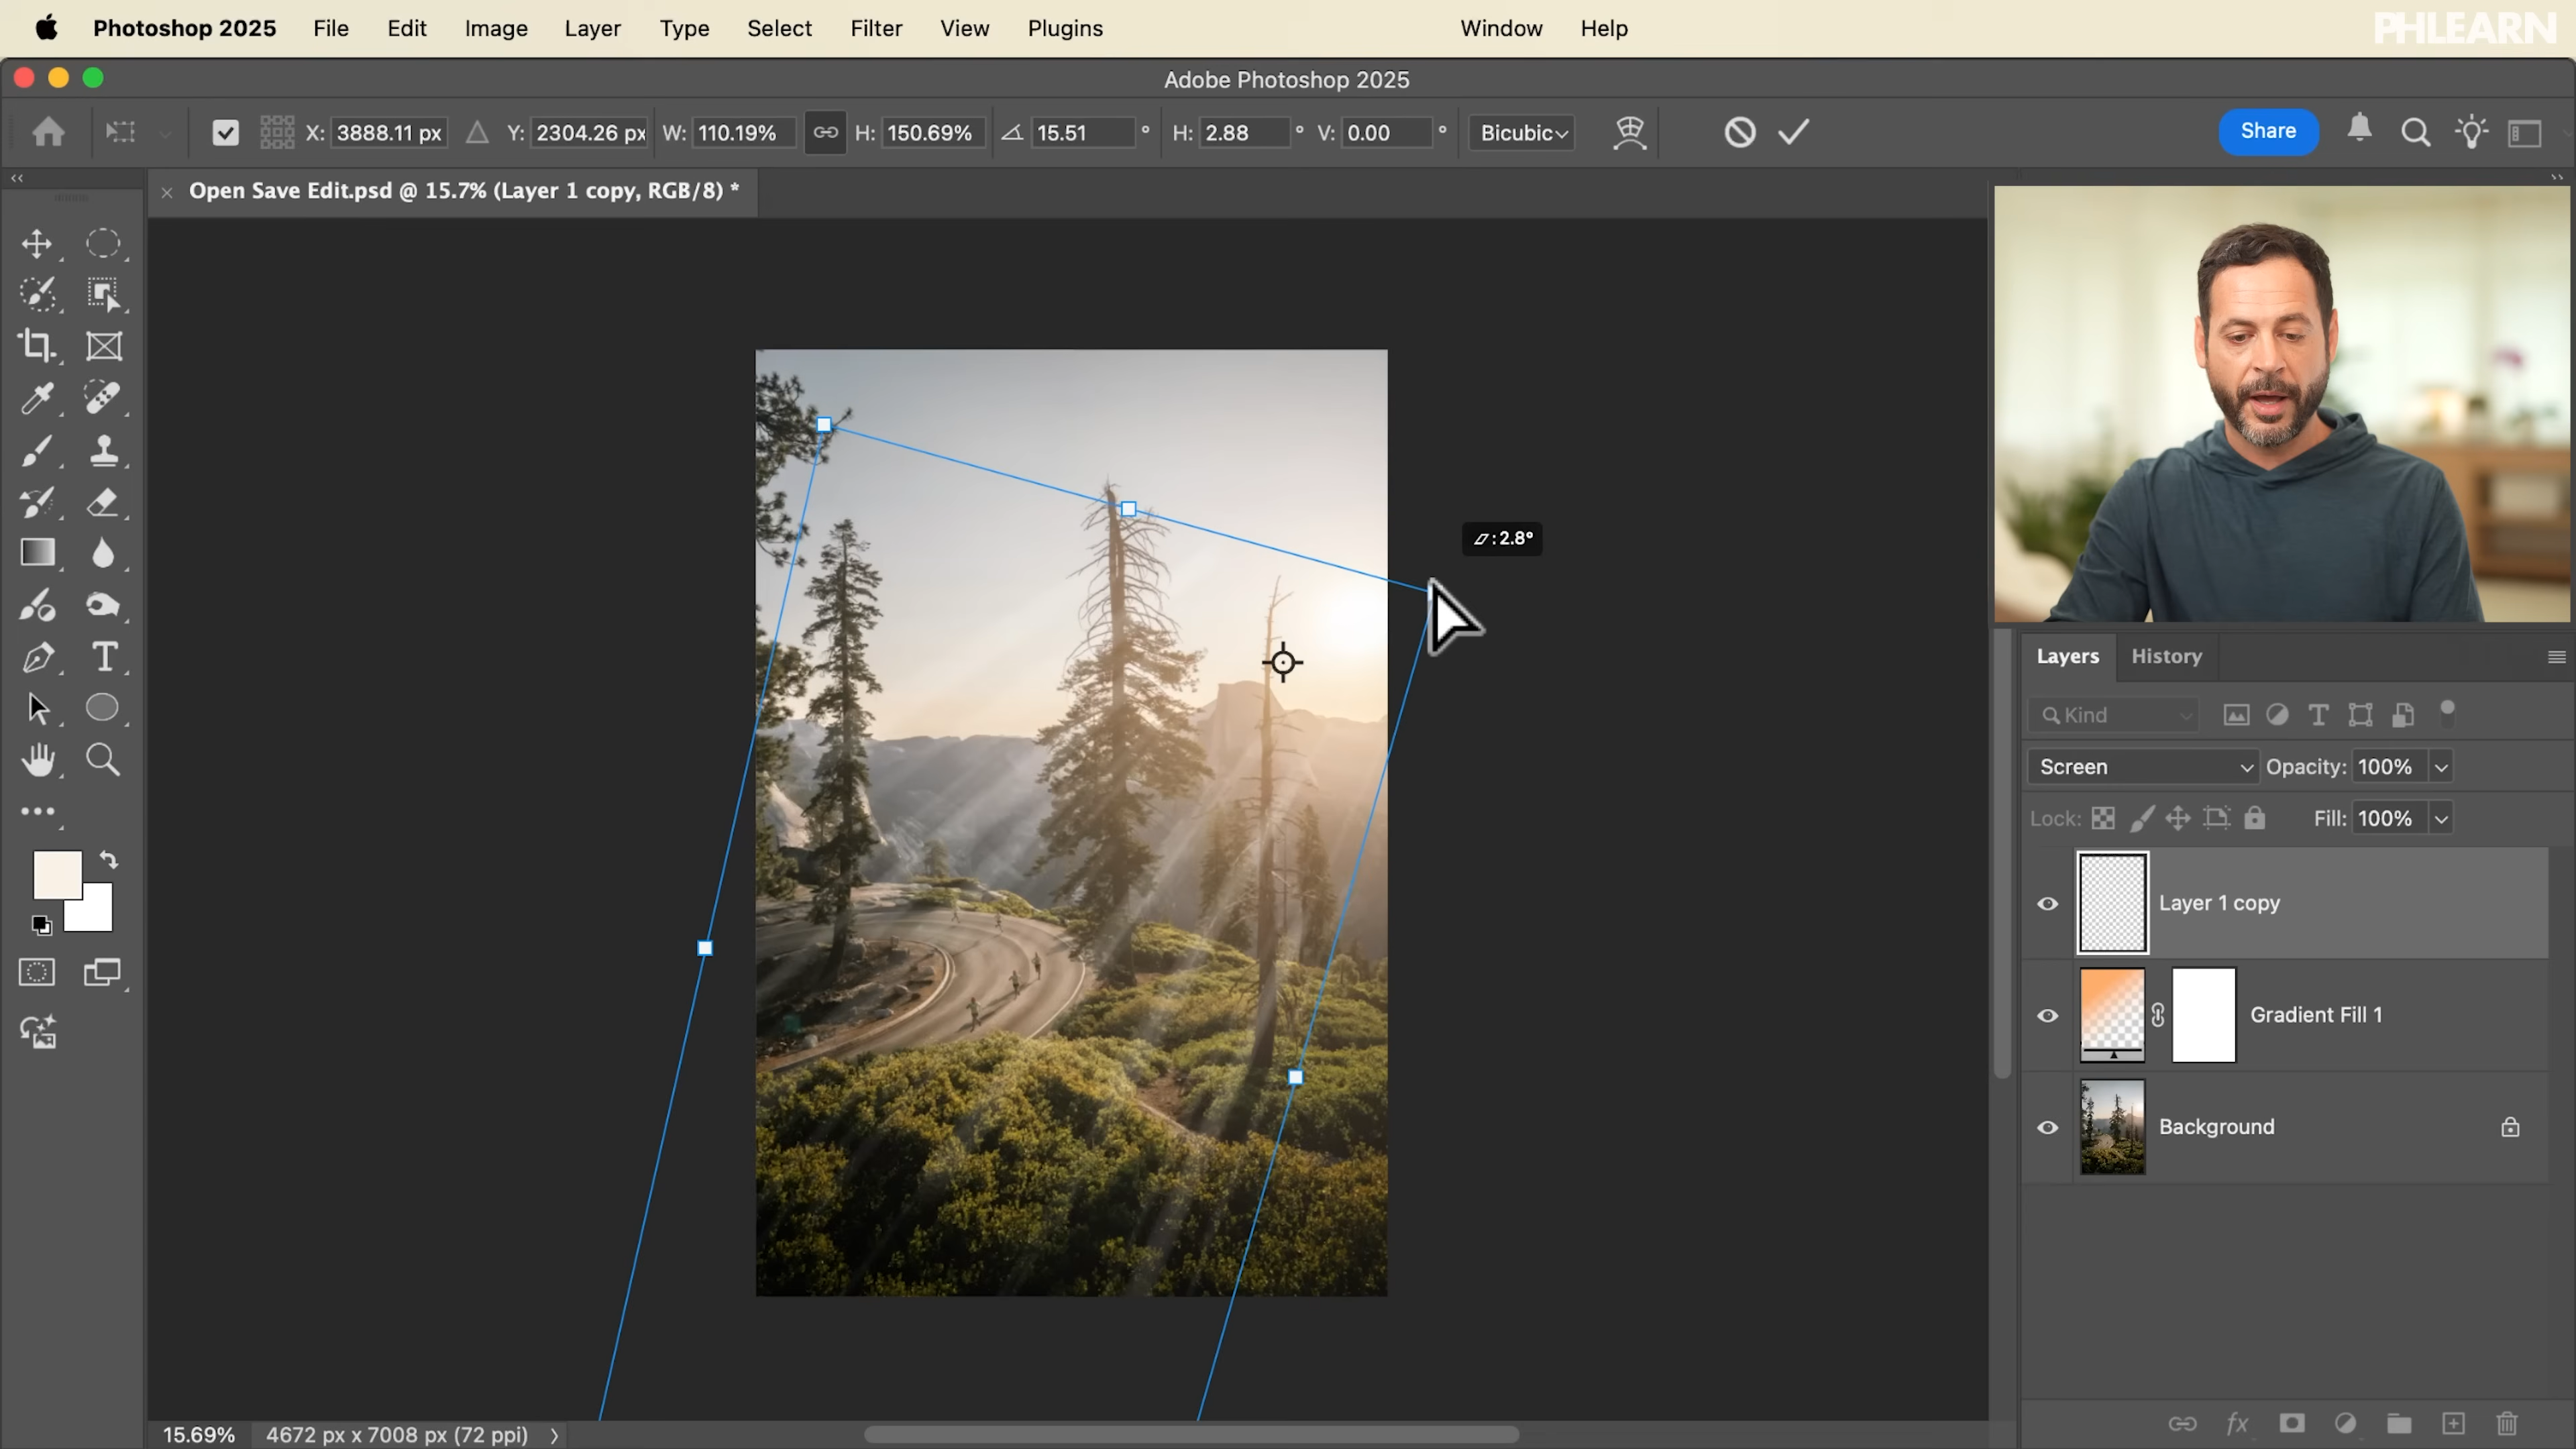 Photoshop 2025 File Edit Image Layer Type Select Filter View Plugins Window Help PHLEARN
Adobe Photoshop 2025
X: 3888.11 px Y: 2304.26 px W: 110.19% H: 150.69% 15.51 ° H: 2.88 ° V: 0.00 ° Bicubic Share
Open Save Edit.psd @ 15.7% (Layer 1 copy, RGB/8) *
:2.8°
Layers History
Kind
Screen Opacity: 100%
Lock: Fill: 100%
Layer 1 copy
Gradient Fill 1
Background
fx
15.69% 4672 px x 7008 px (72 ppi)